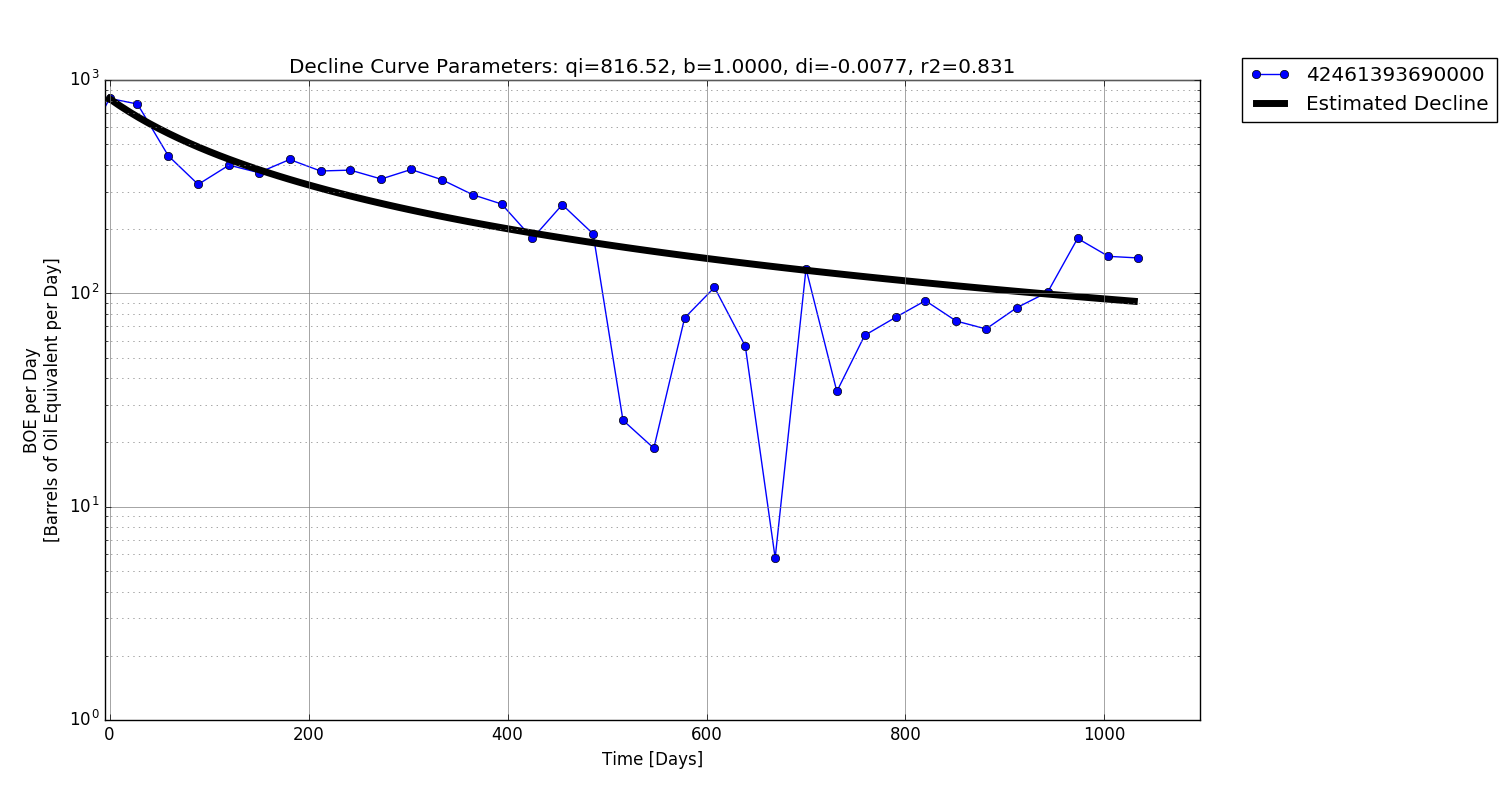 Decline Curve Parameters: qi=816.52, b=1.0000, di=-0.0077, r2=0.831
42461393690000
Estimated Decline
10^3
10^2
10^1
10^0
BOE per Day
[Barrels of Oil Equivalent per Day]
0 200 400 600 800 1000
Time [Days]